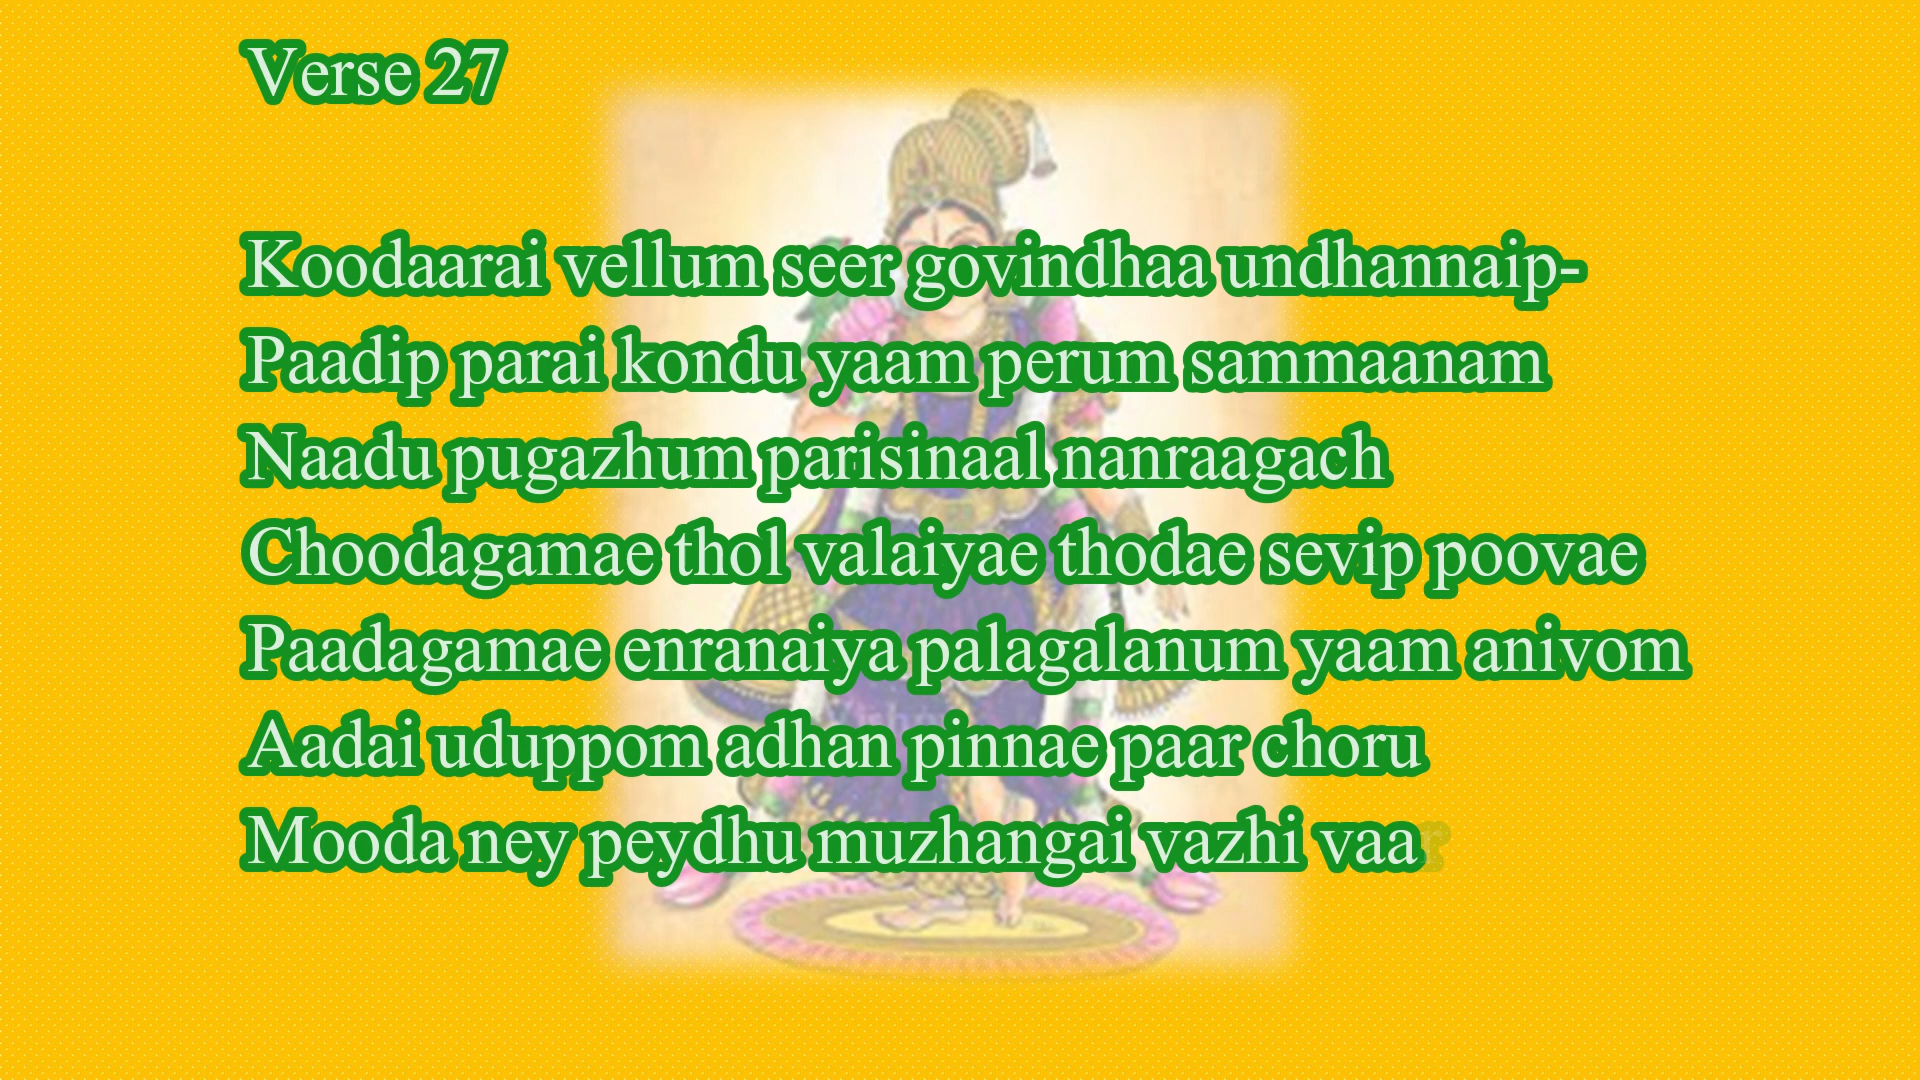 Verse 27
Koodaarai vellum seer govindhaa undhannaip-
Paadip parai kondu yaam perum sammaanam
Naadu pugazhum parisinaal nanraagach
Choodagamae thol valaiyae thodae sevip poovae
Paadagamae enranaiya palagalanum yaam anivom
Aadai uduppom adhan pinnae paar choru
Mooda ney peydhu muzhangai vazhi vaar